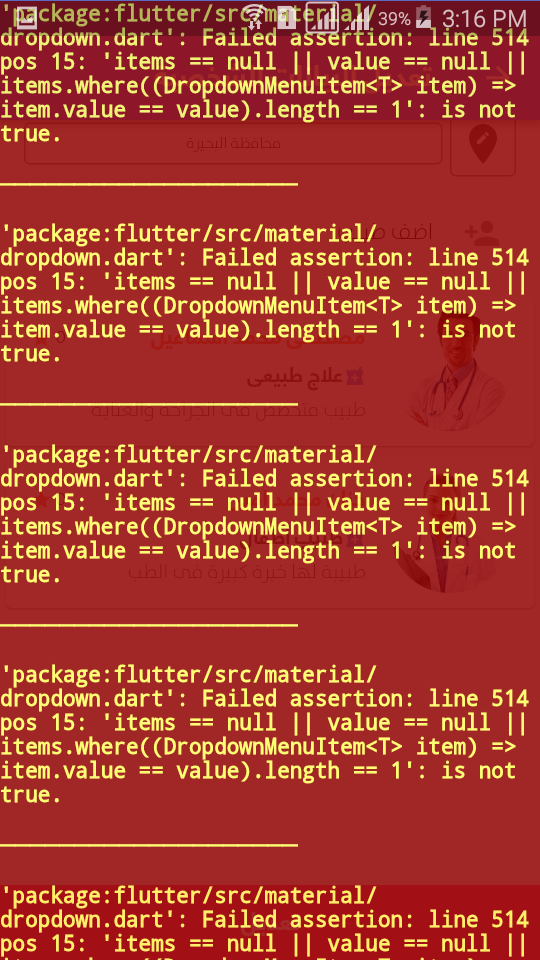 'package:flutter/src/material/
39% 3:16 PM
dropdown.dart': Failed assertion: line 514
pos 15: 'items == null || value == null ||
items.where((DropdownMenuItem<T> item) =>
item.value == value).length == 1': is not
true.
محافظة البحيرة
'package:flutter/src/material/
dropdown.dart': Failed assertion: line 514
pos 15: 'items == null || value == null ||
items.where((DropdownMenuItem<T> item) =>
item.value == value).length == 1': is not
true.
علاج طبيعى
طبيب متخصص فى الجراحة والعناية
'package:flutter/src/material/
dropdown.dart': Failed assertion: line 514
pos 15: 'items == null || value == null ||
items.where((DropdownMenuItem<T> item) =>
item.value == value).length == 1': is not
true.
طبيبة لها خبرة كبيرة فى الطب
'package:flutter/src/material/
dropdown.dart': Failed assertion: line 514
pos 15: 'items == null || value == null ||
items.where((DropdownMenuItem<T> item) =>
item.value == value).length == 1': is not
true.
'package:flutter/src/material/
dropdown.dart': Failed assertion: line 514
pos 15: 'items == null || value == null ||